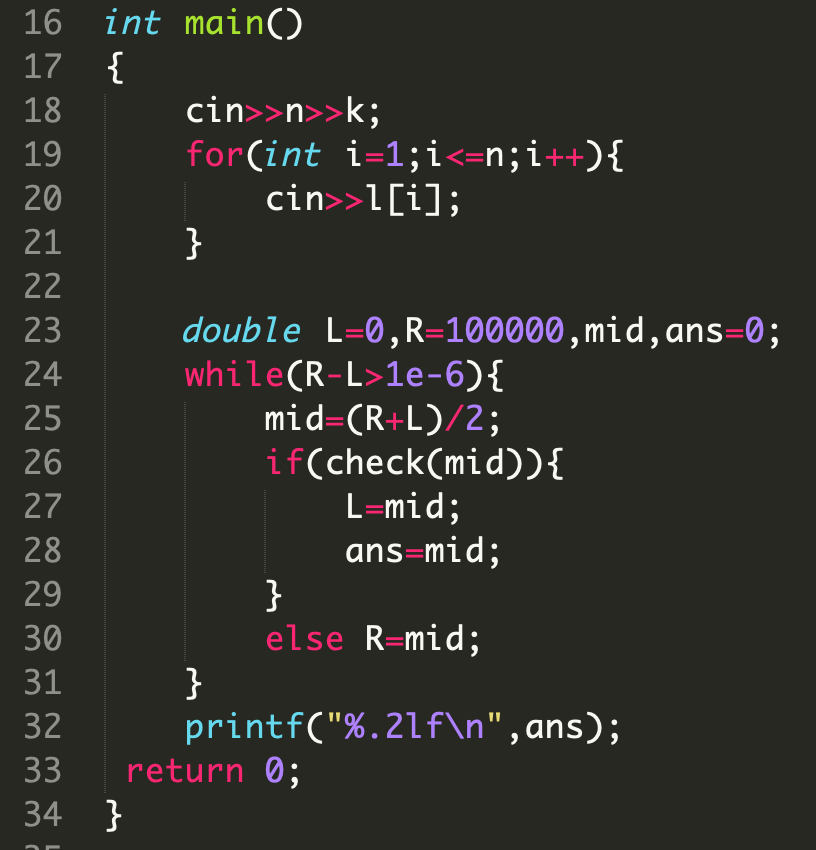 16 int main()
17 {
18     cin>>n>>k;
19     for(int i=1;i<=n;i++){
20         cin>>l[i];
21     }
22
23     double L=0,R=100000,mid,ans=0;
24     while(R-L>1e-6){
25         mid=(R+L)/2;
26         if(check(mid)){
27             L=mid;
28             ans=mid;
29         }
30         else R=mid;
31     }
32     printf("%.2lf\n",ans);
33  return 0;
34 }